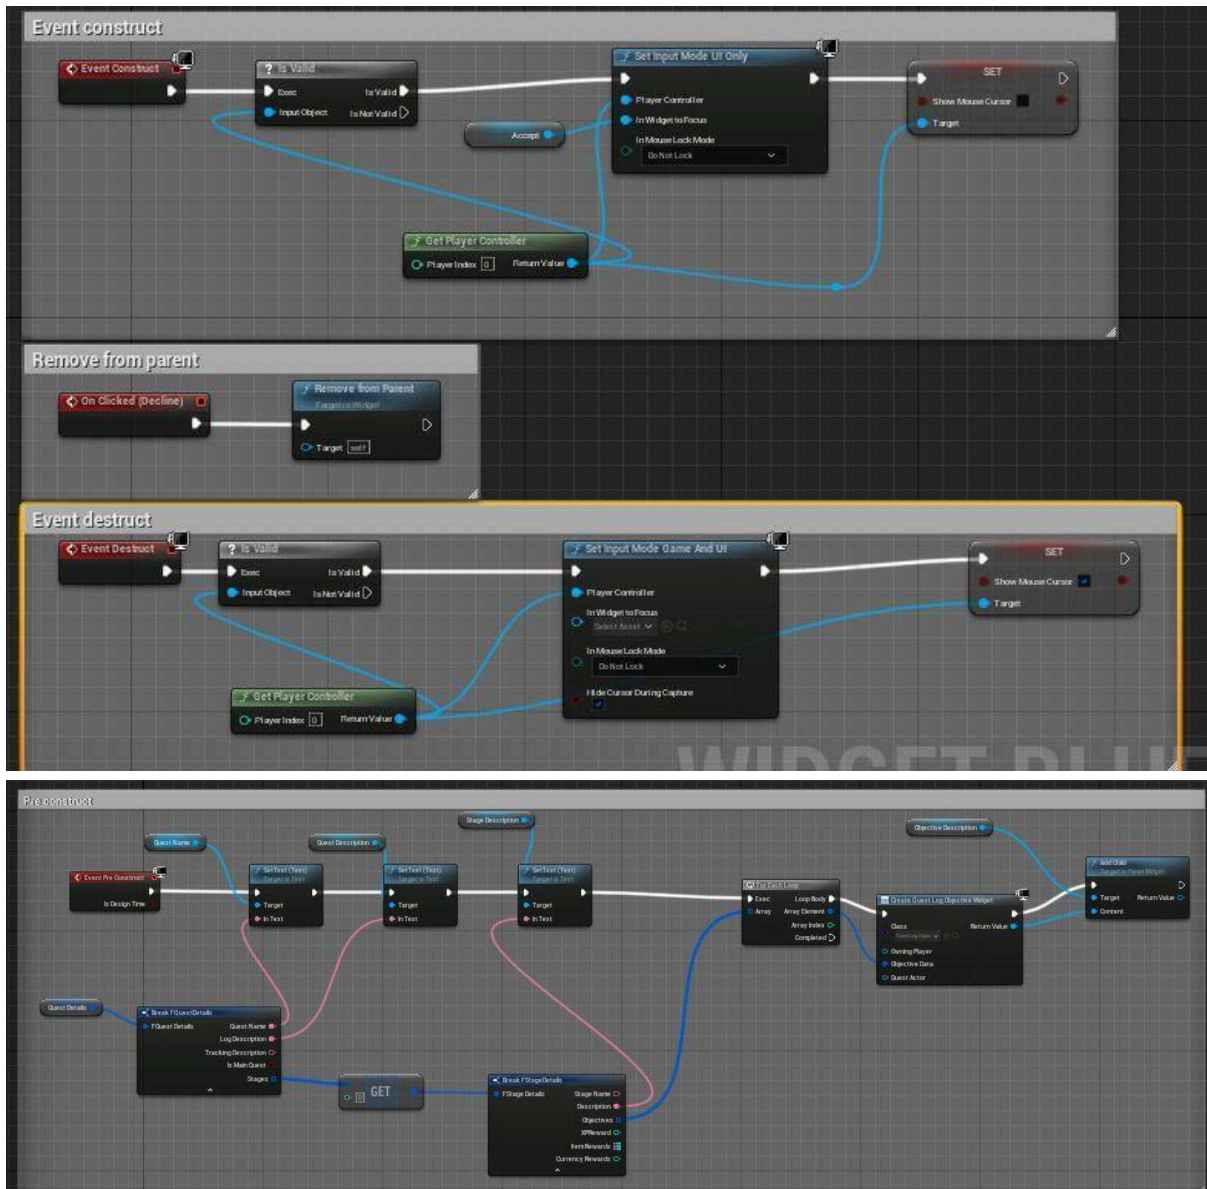 Event construct
Event Construct
? Is Valid
Exec
Is Valid
Input Object
Is Not Valid
Accept
f Set Input Mode UI Only
Player Controller
In Widget to Focus
In Mouse Lock Mode
Do Not Lock
SET
Show Mouse Cursor
Target
f Get Player Controller
Player Index 0
Return Value
Remove from parent
On Clicked (Decline)
f Remove from Parent
Target is Widget
Target self
Event destruct
Event Destruct
? Is Valid
Exec
Is Valid
Input Object
Is Not Valid
f Set Input Mode Game And UI
Player Controller
In Widget to Focus
Select Asset
In Mouse Lock Mode
Do Not Lock
Hide Cursor During Capture
SET
Show Mouse Cursor
Target
f Get Player Controller
Player Index 0
Return Value
WIDGET BLUE
Pre construct
Quest Name
Quest Description
Stage Description
Objective Description
Event Pre Construct
Is Design Time
f SetText (Text)
Target is Text
Target
In Text
f SetText (Text)
Target is Text
Target
In Text
f SetText (Text)
Target is Text
Target
In Text
For Each Loop
Exec
Loop Body
Array
Array Element
Array Index
Completed
Create Quest Log Objective Widget
Class
Return Value
Owning Player
Objective Data
Quest Actor
f Add Child
Target is Panel Widget
Target
Return Value
Content
Quest Details
Break FQuestDetails
FQuest Details
Quest Name
Log Description
Tracking Description
Is Main Quest
Stages
0
GET
Break FStageDetails
FStage Details
Stage Name
Description
Objectives
XPReward
Item Rewards
Currency Rewards